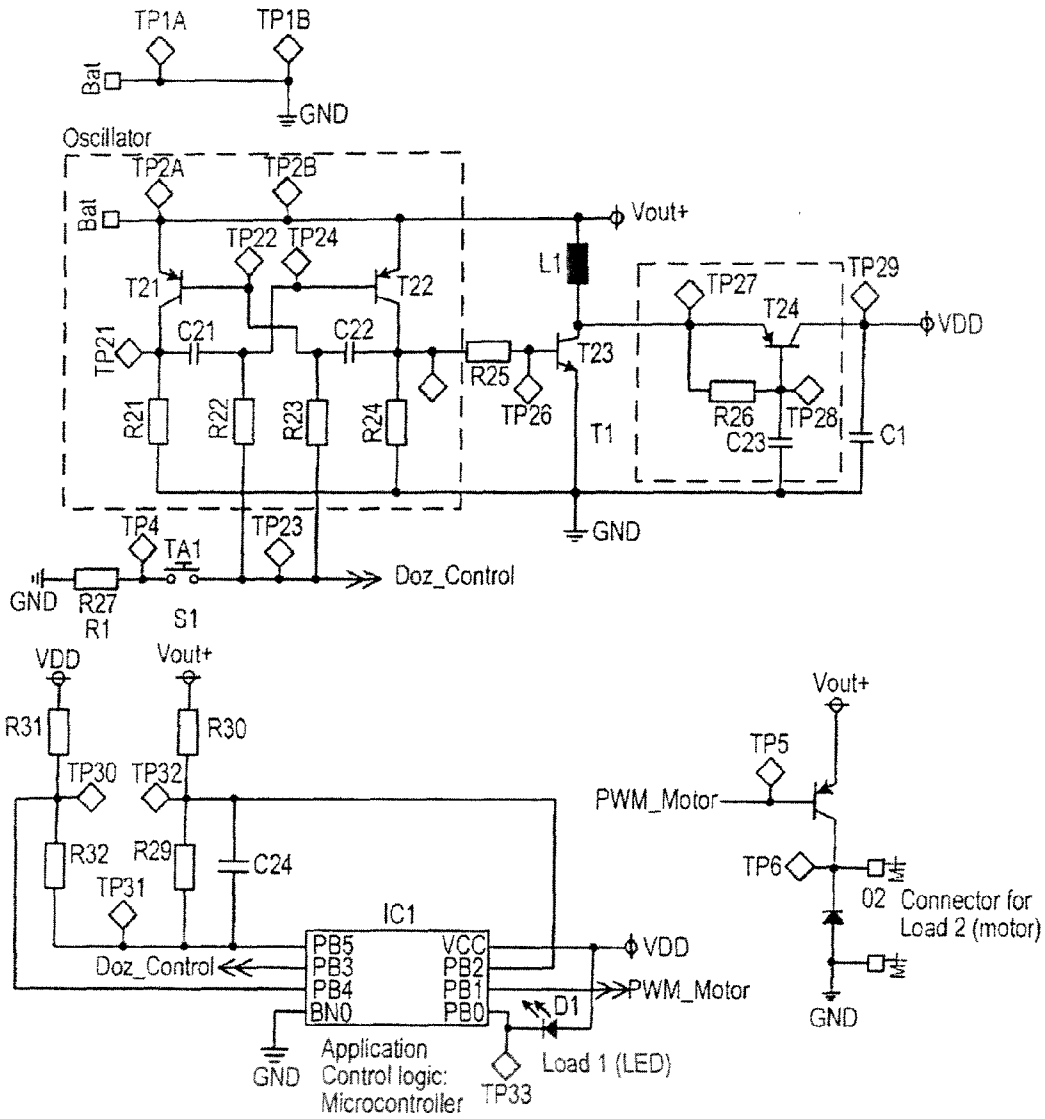 TP1A
TP1B
Bat
GND
Oscillator
TP2A
TP2B
Bat
Vout+
TP22
TP24
L1
TP27
TP29
T21
T22
T24
VDD
TP21
C21
C22
T23
R25
R26
TP28
R21
R22
R23
R24
TP26
T1
C23
C1
GND
TP4
TP23
TA1
Doz_Control
GND
R27
R1
S1
VDD
Vout+
Vout+
R31
R30
TP30
TP32
TP5
PWM_Motor
R32
R29
C24
TP6
TP31
02 Connector for
Load 2 (motor)
IC1
PB5
VCC
VDD
Doz_Control
PB3
PB2
PB4
PB1
PWM_Motor
BN0
PB0
D1
GND
GND
Application
Control logic:
Microcontroller
Load 1 (LED)
TP33